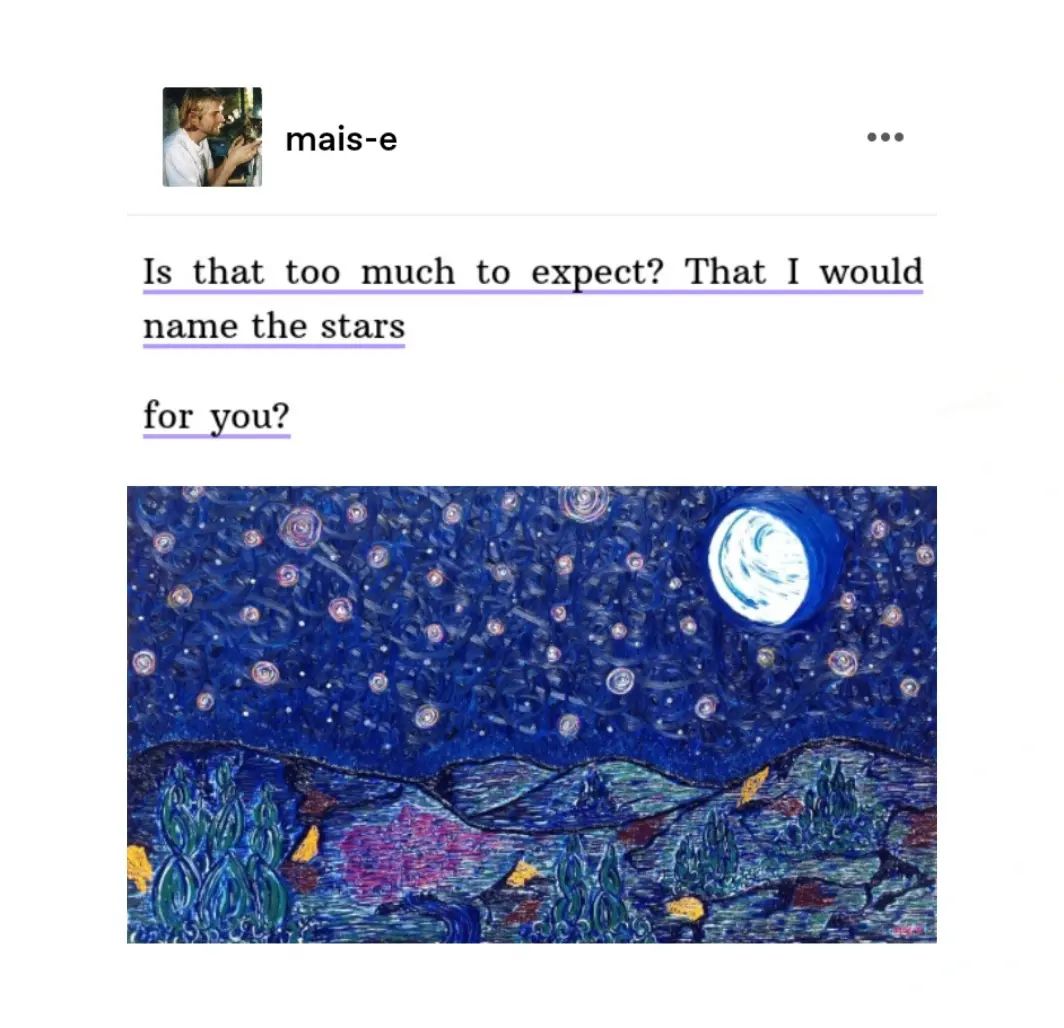 mais-e
Is that too much to expect? That I would
name the stars
for you?